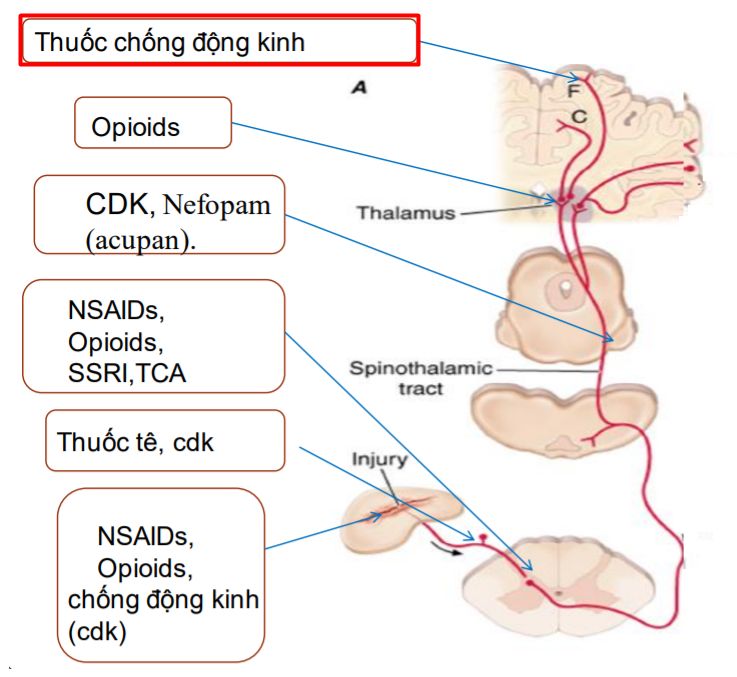 Thuốc chống động kinh
A
F
C
Opioids
CDK, Nefopam
(acupan).
Thalamus
NSAIDs,
Opioids,
SSRI,TCA
Spinothalamic
tract
Thuốc tê, cdk
Injury
NSAIDs,
Opioids,
chống động kinh
(cdk)